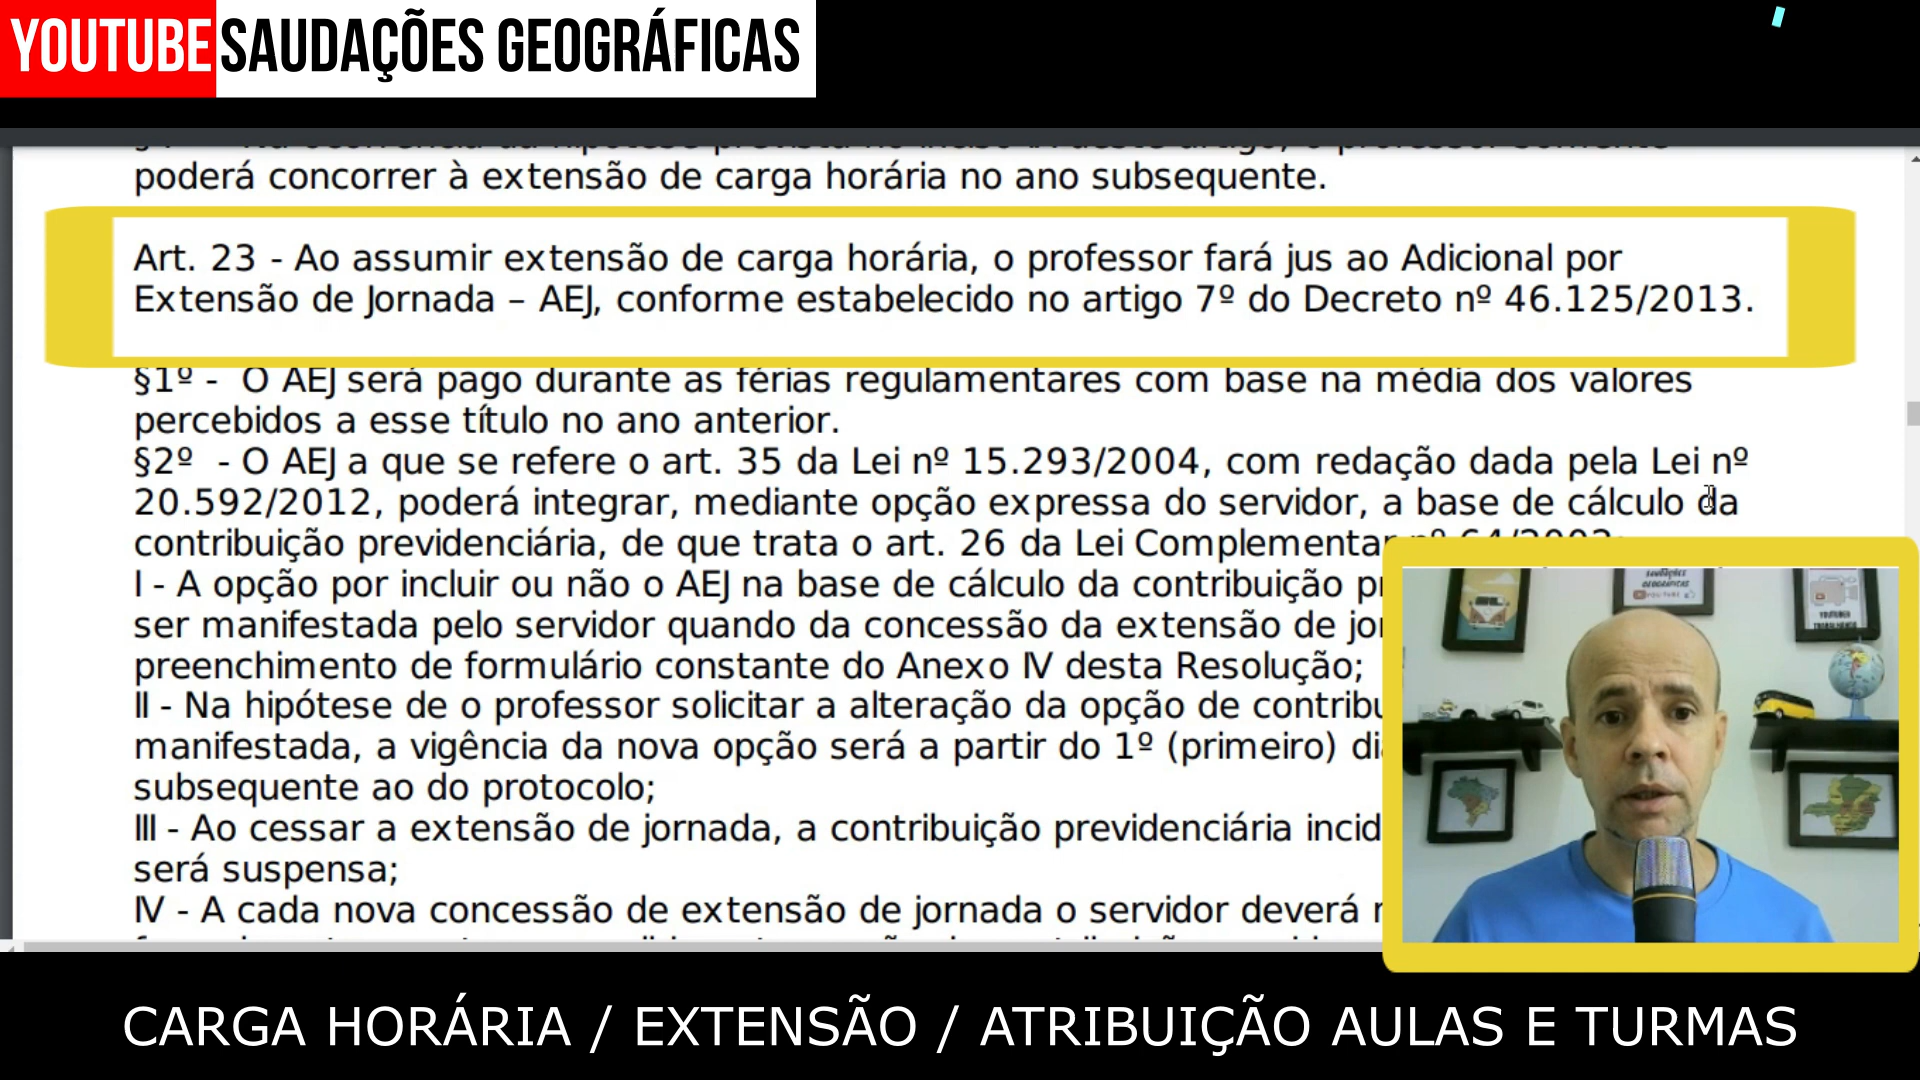 YOUTUBE SAUDAÇÕES GEOGRÁFICAS
poderá concorrer à extensão de carga horária no ano subsequente.
Art. 23 - Ao assumir extensão de carga horária, o professor fará jus ao Adicional por
Extensão de Jornada – AEJ, conforme estabelecido no artigo 7º do Decreto nº 46.125/2013.
§1º - O AEJ será pago durante as férias regulamentares com base na média dos valores
percebidos a esse título no ano anterior.
§2º - O AEJ a que se refere o art. 35 da Lei nº 15.293/2004, com redação dada pela Lei nº
20.592/2012, poderá integrar, mediante opção expressa do servidor, a base de cálculo da
contribuição previdenciária, de que trata o art. 26 da Lei Complementar nº 64/2002:
I - A opção por incluir ou não o AEJ na base de cálculo da contribuição
ser manifestada pelo servidor quando da concessão da extensão de
preenchimento de formulário constante do Anexo IV desta Resolução;
II - Na hipótese de o professor solicitar a alteração da opção de
manifestada, a vigência da nova opção será a partir do 1º (primeiro)
subsequente ao do protocolo;
III - Ao cessar a extensão de jornada, a contribuição previdenciária
será suspensa;
IV - A cada nova concessão de extensão de jornada o servidor deverá
SAUDAÇÕES
GEOGRÁFICAS
YOUTUBE
YOUTUBER
TRABALHANDO
CARGA HORÁRIA / EXTENSÃO / ATRIBUIÇÃO AULAS E TURMAS